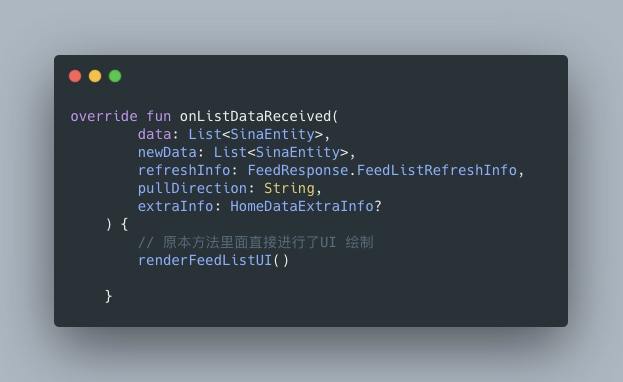 override fun onListDataReceived(
data: List<SinaEntity>,
newData: List<SinaEntity>,
refreshInfo: FeedResponse.FeedListRefreshInfo,
pullDirection: String,
extraInfo: HomeDataExtraInfo?
) {
// 原本方法里面直接进行了UI 绘制
renderFeedListUI()
}